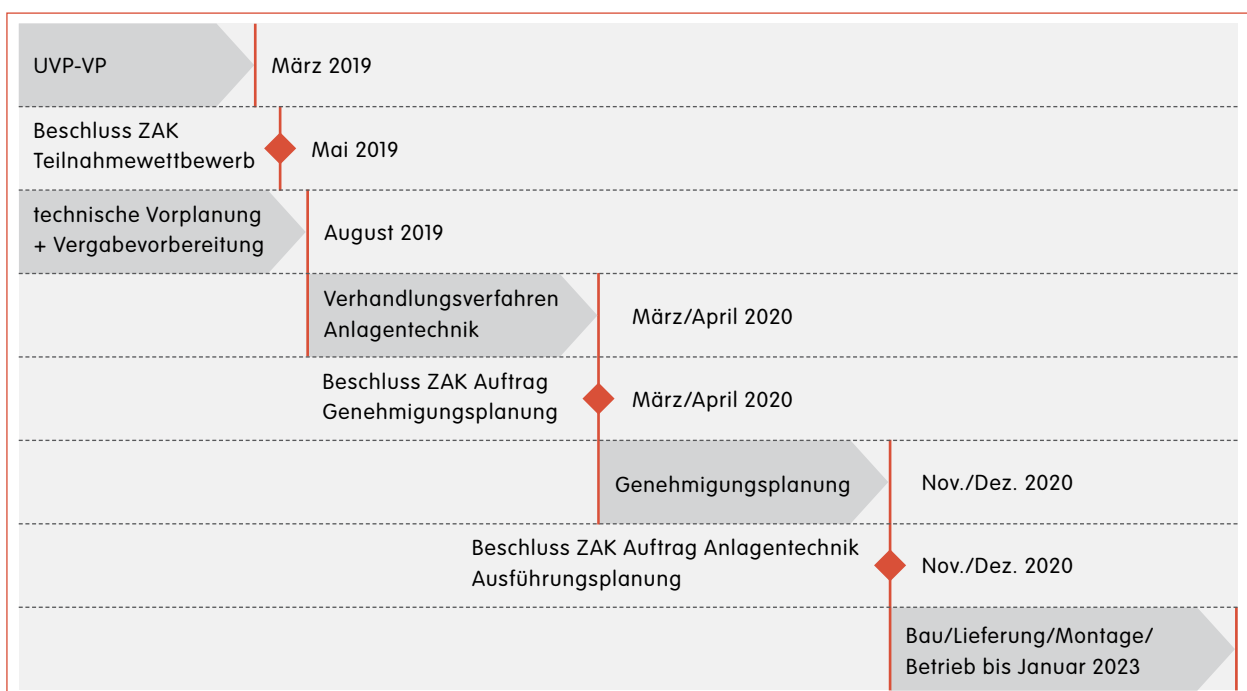 UVP-VP
März 2019
Beschluss ZAK
Teilnahmewettbewerb
Mai 2019
technische Vorplanung
+ Vergabevorbereitung
August 2019
Verhandlungsverfahren
Anlagentechnik
März/April 2020
Beschluss ZAK Auftrag
Genehmigungsplanung
März/April 2020
Genehmigungsplanung
Nov./Dez. 2020
Beschluss ZAK Auftrag Anlagentechnik
Ausführungsplanung
Nov./Dez. 2020
Bau/Lieferung/Montage/
Betrieb bis Januar 2023